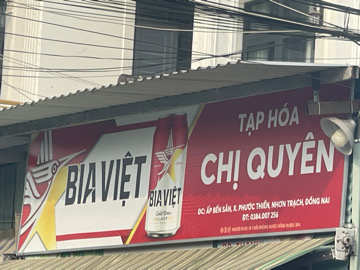 BIA VIỆT
BIA VIỆT
TẠP HÓA
CHỊ QUYÊN
ĐC: ẤP BẾN SẮN, X. PHƯỚC THIỀN, NHƠN TRẠCH, ĐỒNG NAI
ĐT: 0384.007 256